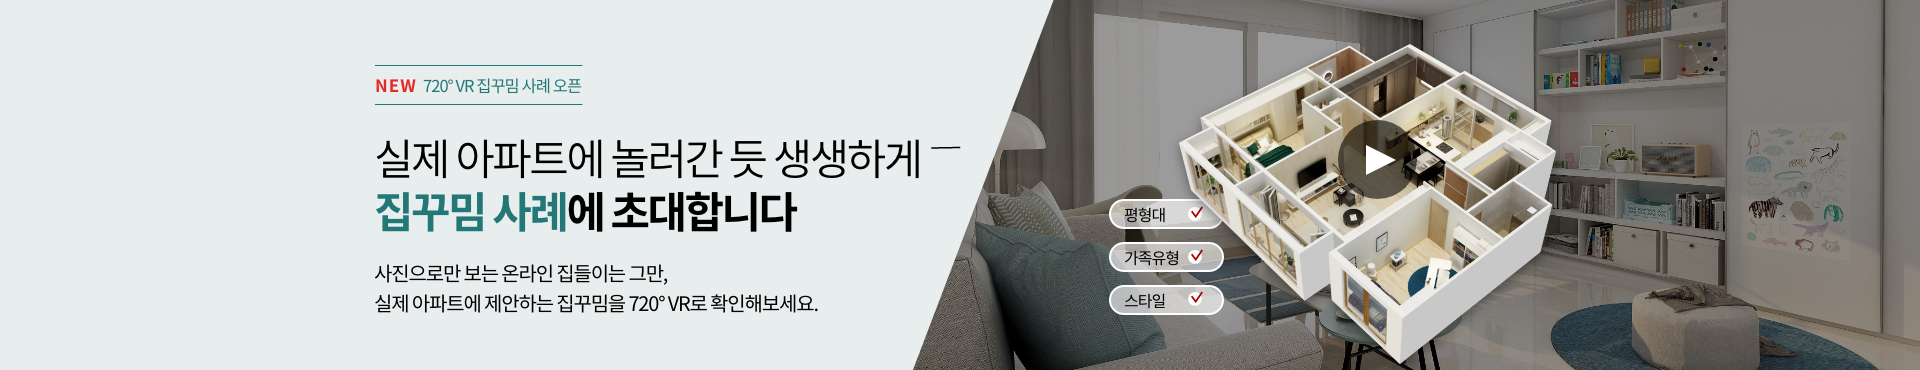 NEW 720° VR 집꾸밈 사례 오픈
실제 아파트에 놀러간 듯 생생하게
집꾸밈 사례에 초대합니다
사진으로만 보는 온라인 집들이는 그만,
실제 아파트에 제안하는 집꾸밈을 720° VR로 확인해보세요.
평형대
가족유형
스타일